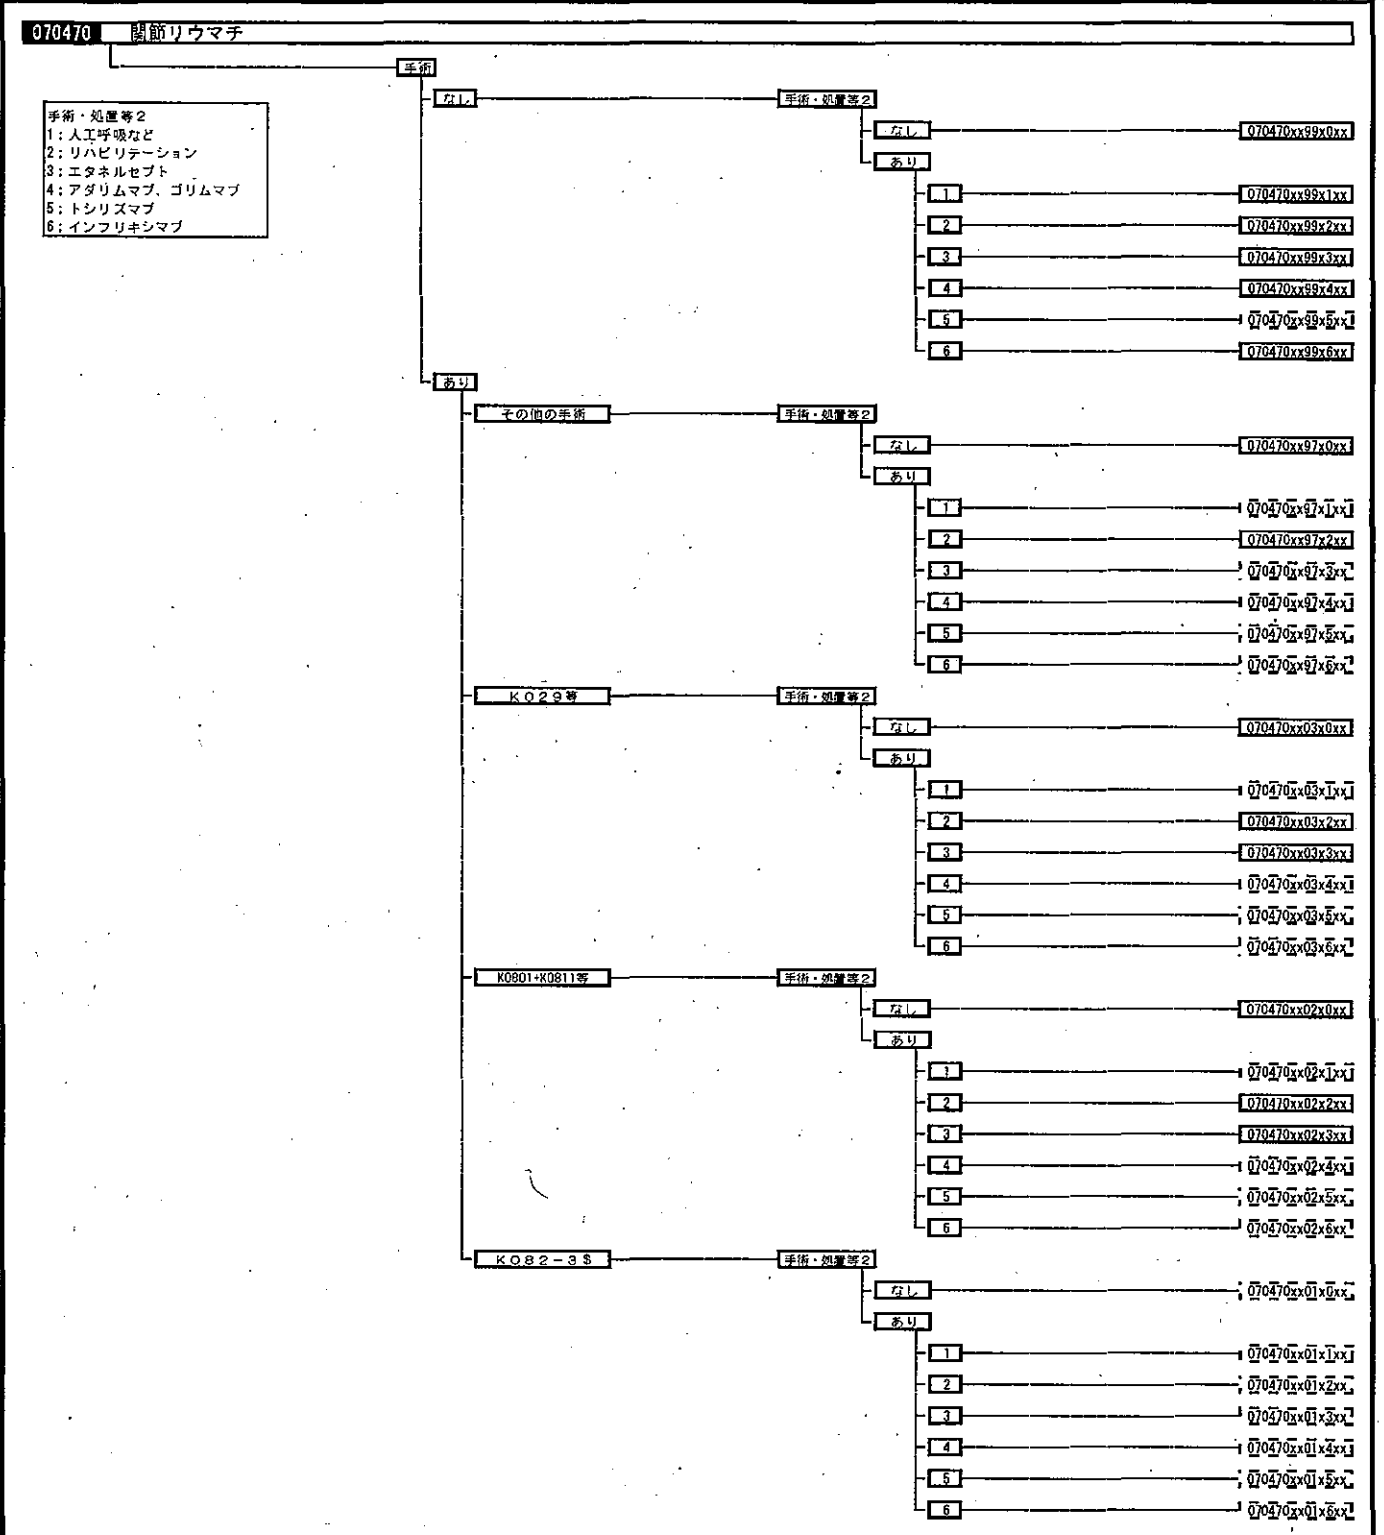 070470 関節リウマチ
手術
なし 手術・処置等2
手術・処置等2
1；人工呼吸など
2；リハビリテーション
3；エタネルセプト
4；アダリムマブ、ゴリムマブ
5；トシリズマブ
6；インフリキシマブ
なし 070470xx99x0xx
あり
1 070470xx99x1xx
2 070470xx99x2xx
3 070470xx99x3xx
4 070470xx99x4xx
5 070470xx99x5xx
6 070470xx99x6xx
あり
その他の手術 手術・処置等2
なし 070470xx97x0xx
あり
1 070470xx97x1xx
2 070470xx97x2xx
3 070470xx97x3xx
4 070470xx97x4xx
5 070470xx97x5xx
6 070470xx97x6xx
K029等 手術・処置等2
なし 070470xx03x0xx
あり
1 070470xx03x1xx
2 070470xx03x2xx
3 070470xx03x3xx
4 070470xx03x4xx
5 070470xx03x5xx
6 070470xx03x6xx
K0801+K0811等 手術・処置等2
なし 070470xx02x0xx
あり
1 070470xx02x1xx
2 070470xx02x2xx
3 070470xx02x3xx
4 070470xx02x4xx
5 070470xx02x5xx
6 070470xx02x6xx
K082-3$ 手術・処置等2
なし 070470xx01x0xx
あり
1 070470xx01x1xx
2 070470xx01x2xx
3 070470xx01x3xx
4 070470xx01x4xx
5 070470xx01x5xx
6 070470xx01x6xx